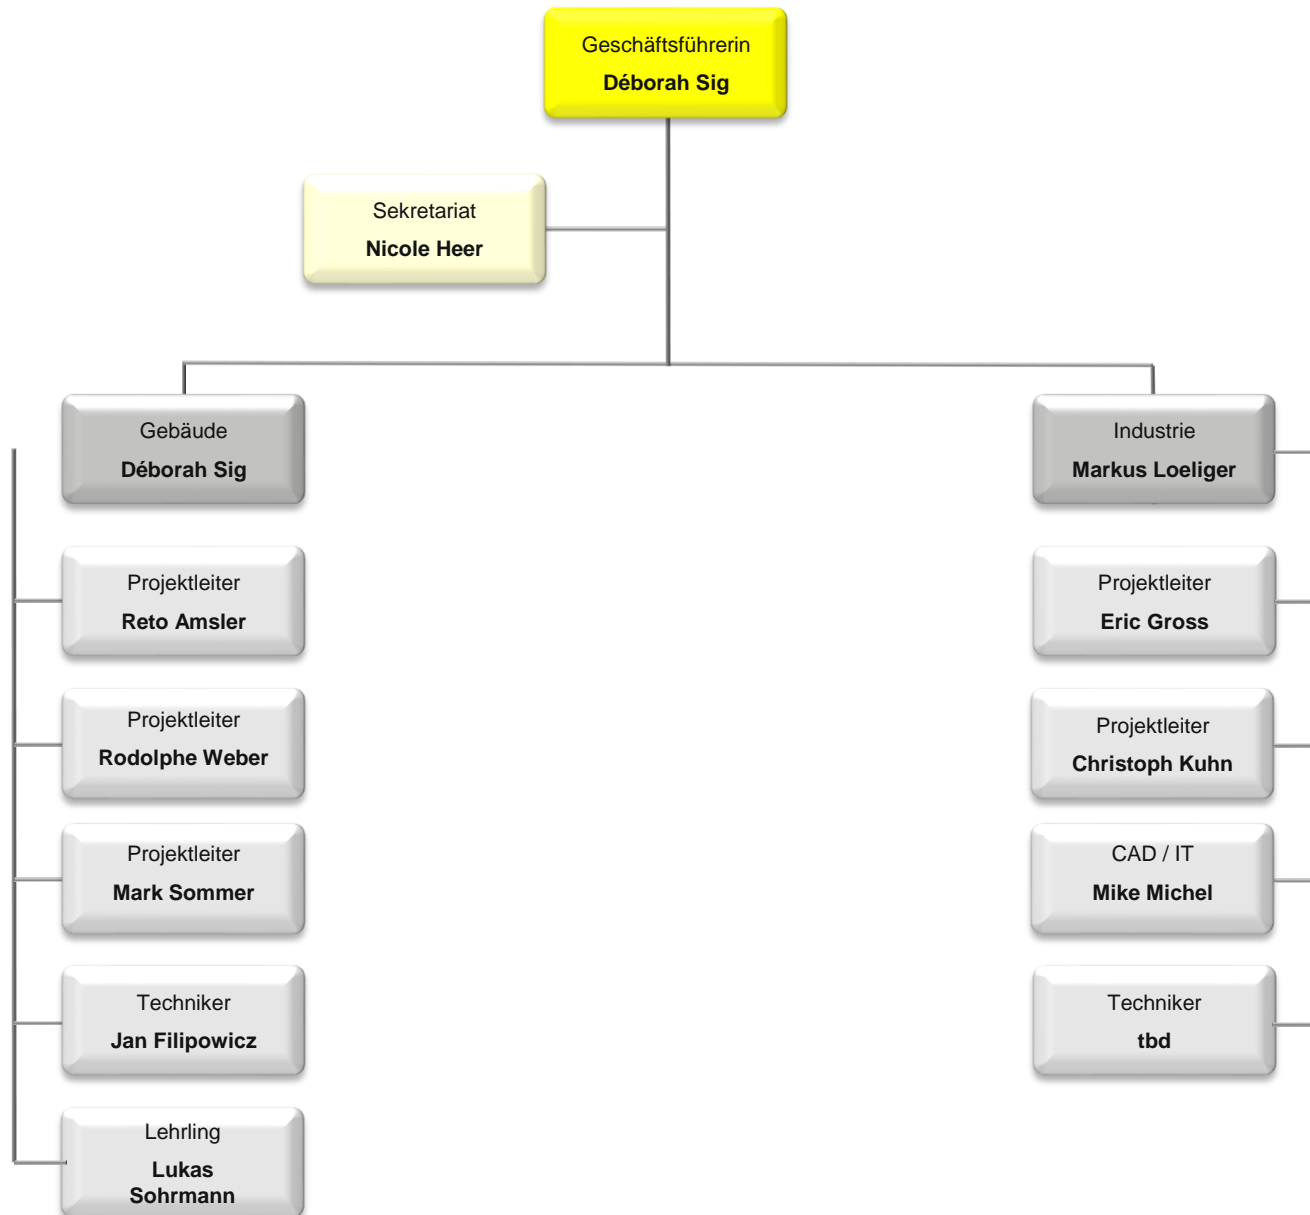 Geschäftsführerin
Déborah Sig
Sekretariat
Nicole Heer
Gebäude
Déborah Sig
Projektleiter
Reto Amsler
Projektleiter
Rodolphe Weber
Projektleiter
Mark Sommer
Techniker
Jan Filipowicz
Lehrling
Lukas
Sohrmann
Industrie
Markus Loeliger
Projektleiter
Eric Gross
Projektleiter
Christoph Kuhn
CAD / IT
Mike Michel
Techniker
tbd